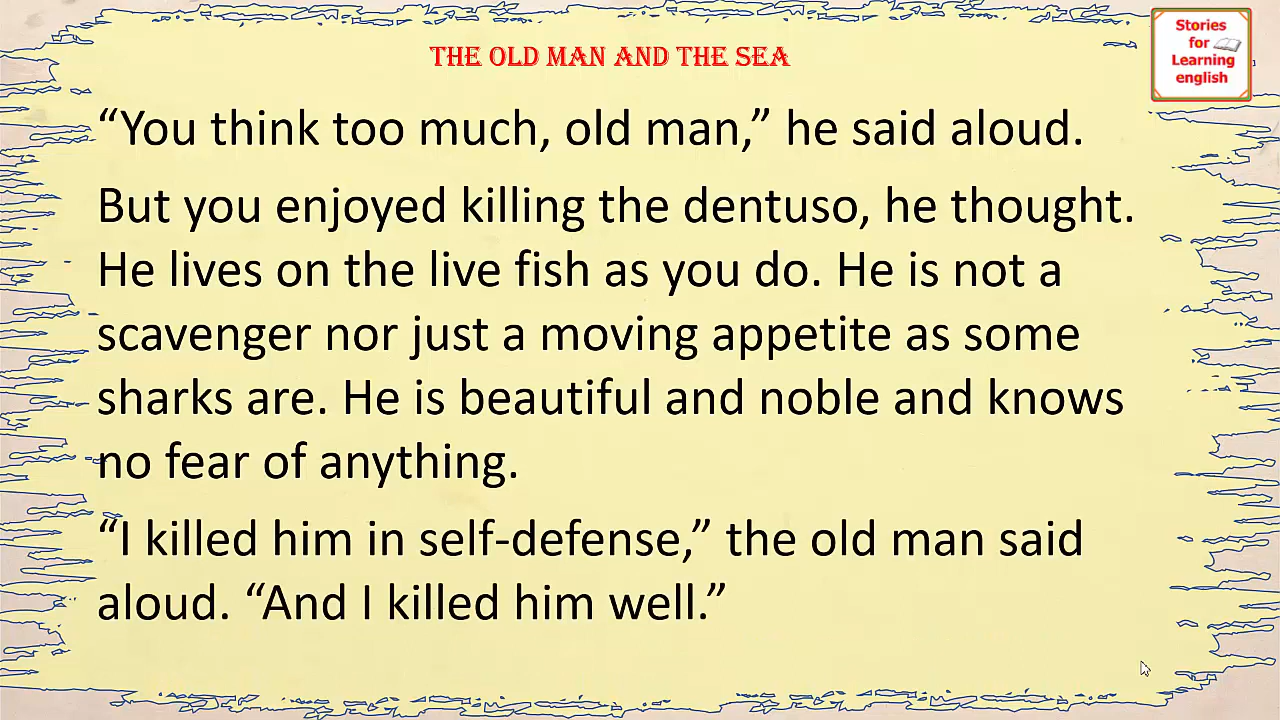 THE OLD MAN AND THE SEA
Stories
for
Learning
english
“You think too much, old man,” he said aloud.
But you enjoyed killing the dentuso, he thought.
He lives on the live fish as you do. He is not a
scavenger nor just a moving appetite as some
sharks are. He is beautiful and noble and knows
no fear of anything.
“I killed him in self-defense,” the old man said
aloud. “And I killed him well.”